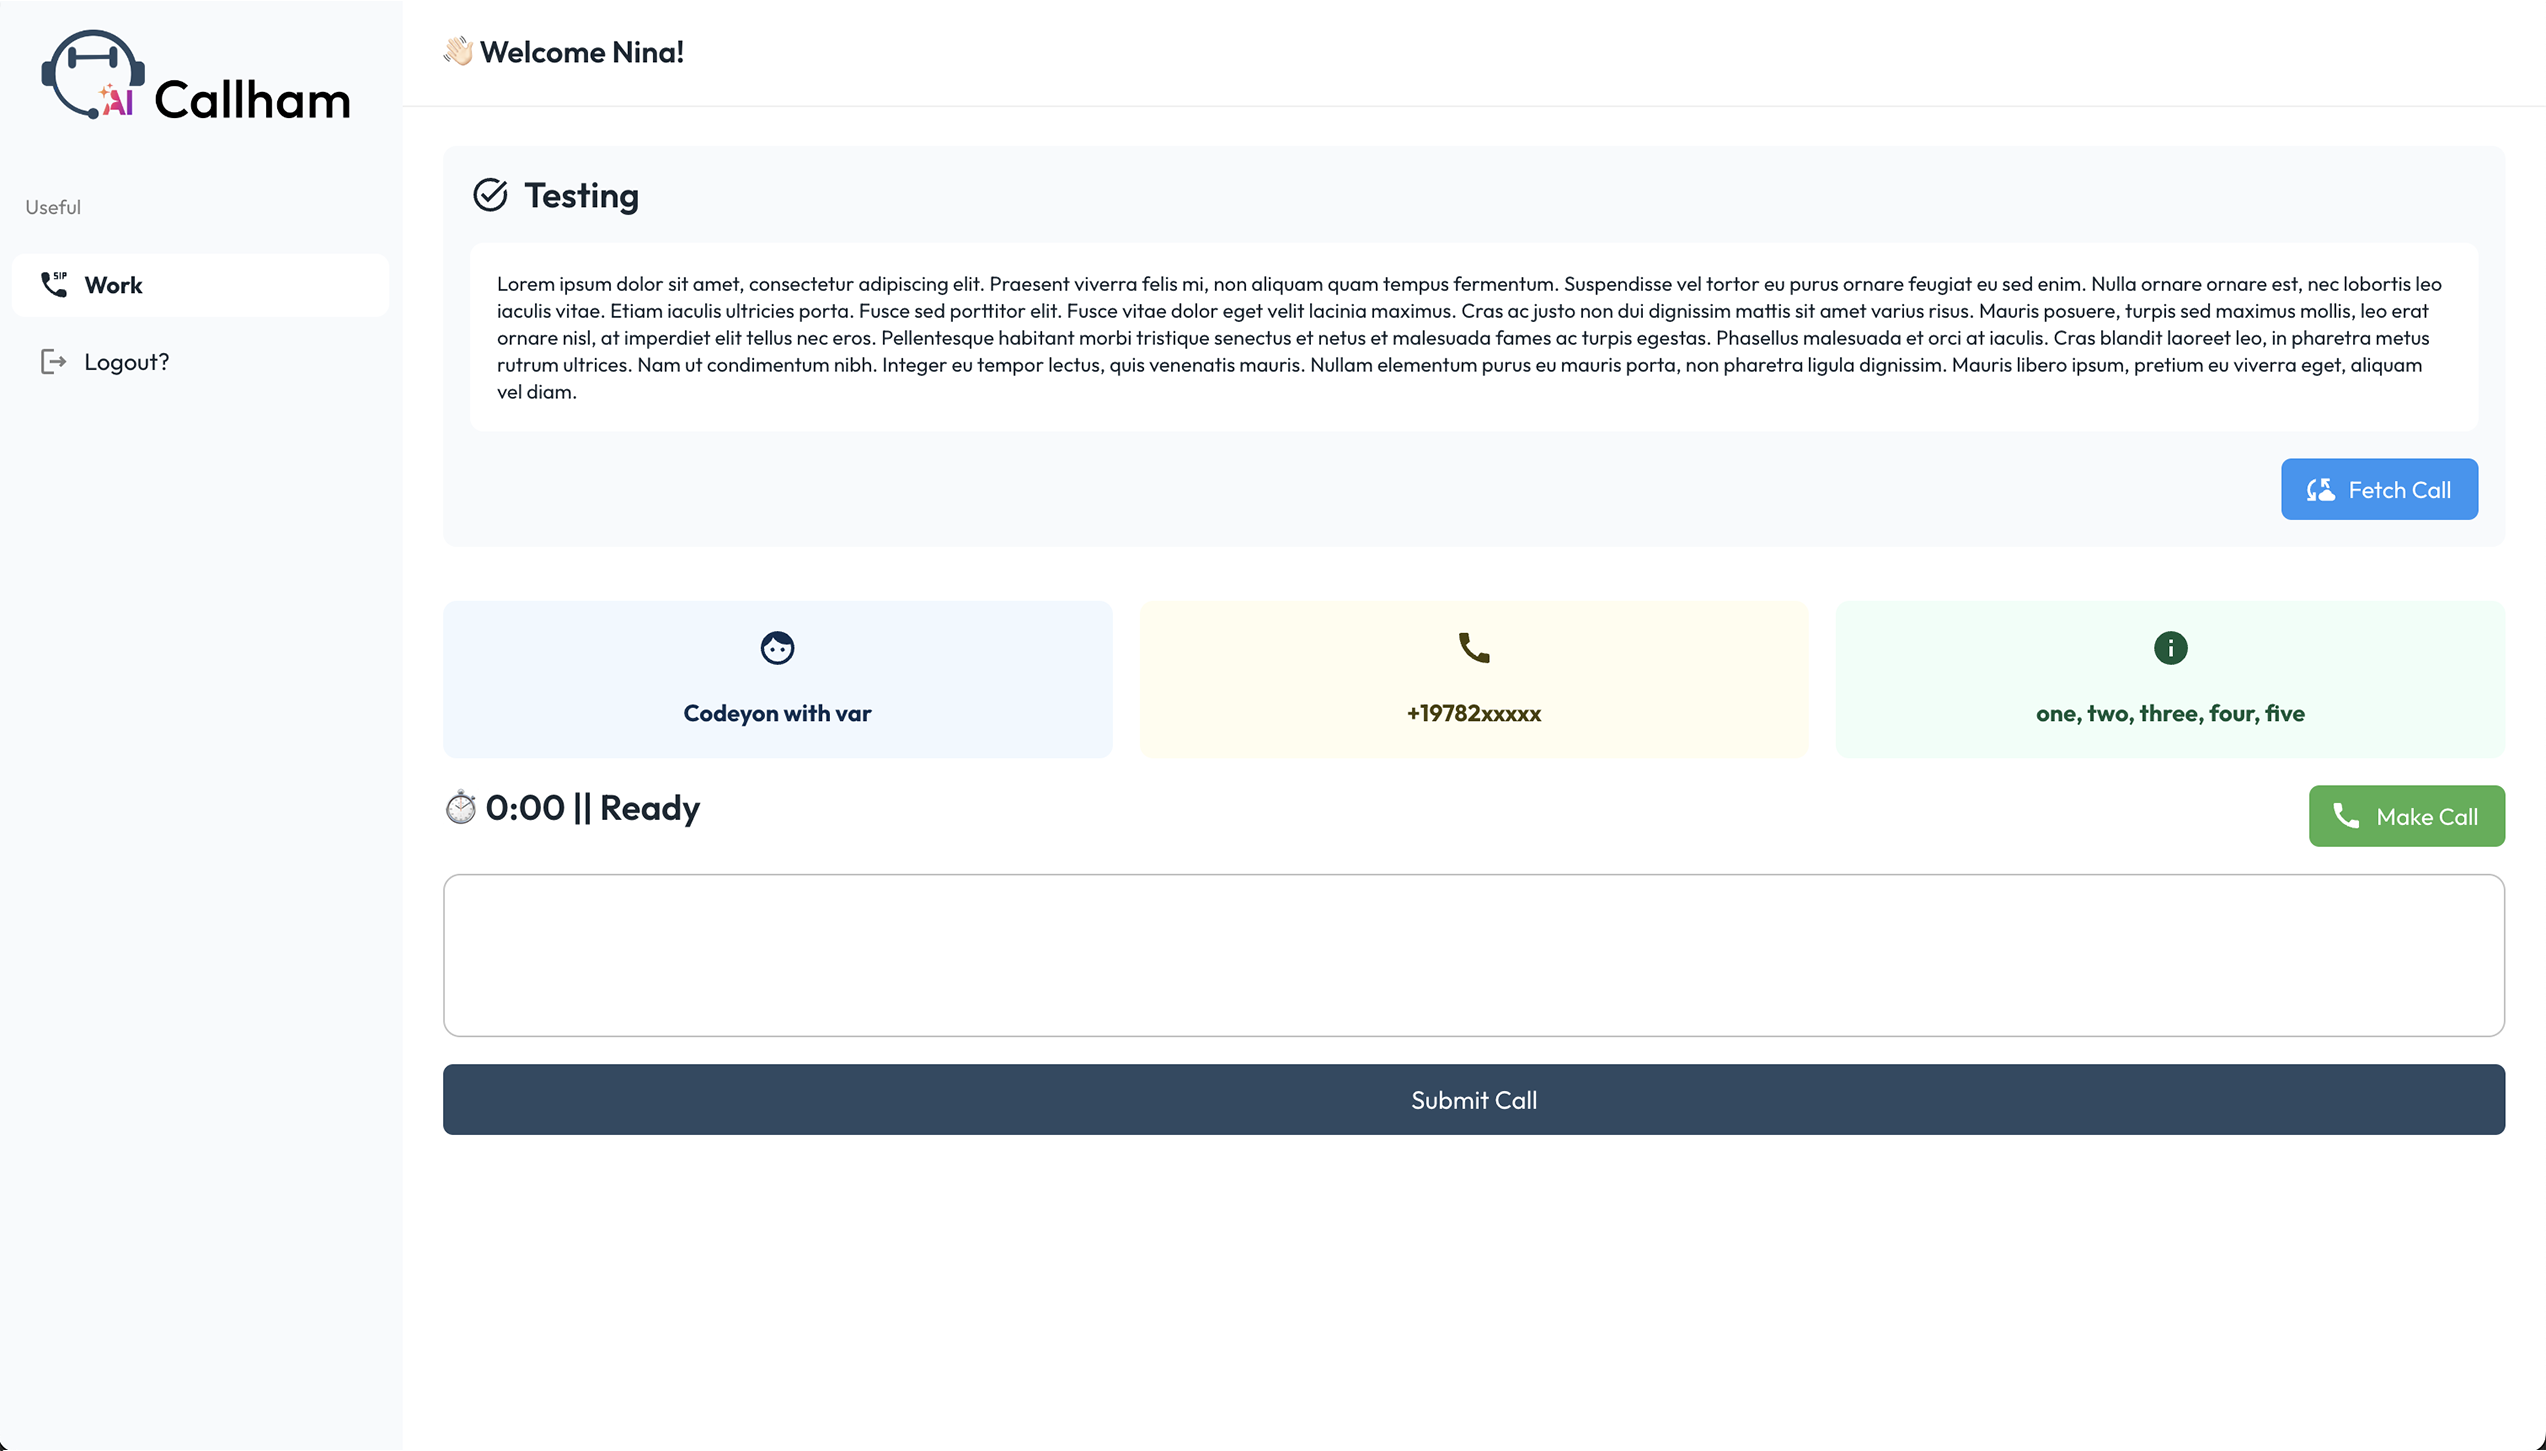 AI Callham
👋🏻 Welcome Nina!
Useful
SIP Work
Logout?
Testing
Lorem ipsum dolor sit amet, consectetur adipiscing elit. Praesent viverra felis mi, non aliquam quam tempus fermentum. Suspendisse vel tortor eu purus ornare feugiat eu sed enim. Nulla ornare ornare est, nec lobortis leo
iaculis vitae. Etiam iaculis ultricies porta. Fusce sed porttitor elit. Fusce vitae dolor eget velit lacinia maximus. Cras ac justo non dui dignissim mattis sit amet varius risus. Mauris posuere, turpis sed maximus mollis, leo erat
ornare nisl, at imperdiet elit tellus nec eros. Pellentesque habitant morbi tristique senectus et netus et malesuada fames ac turpis egestas. Phasellus malesuada et orci at iaculis. Cras blandit laoreet leo, in pharetra metus
rutrum ultrices. Nam ut condimentum nibh. Integer eu tempor lectus, quis venenatis mauris. Nullam elementum purus eu mauris porta, non pharetra ligula dignissim. Mauris libero ipsum, pretium eu viverra eget, aliquam
vel diam.
Fetch Call
Codeyon with var
+19782xxxxx
one, two, three, four, five
⏱️ 0:00 || Ready
Make Call
Submit Call